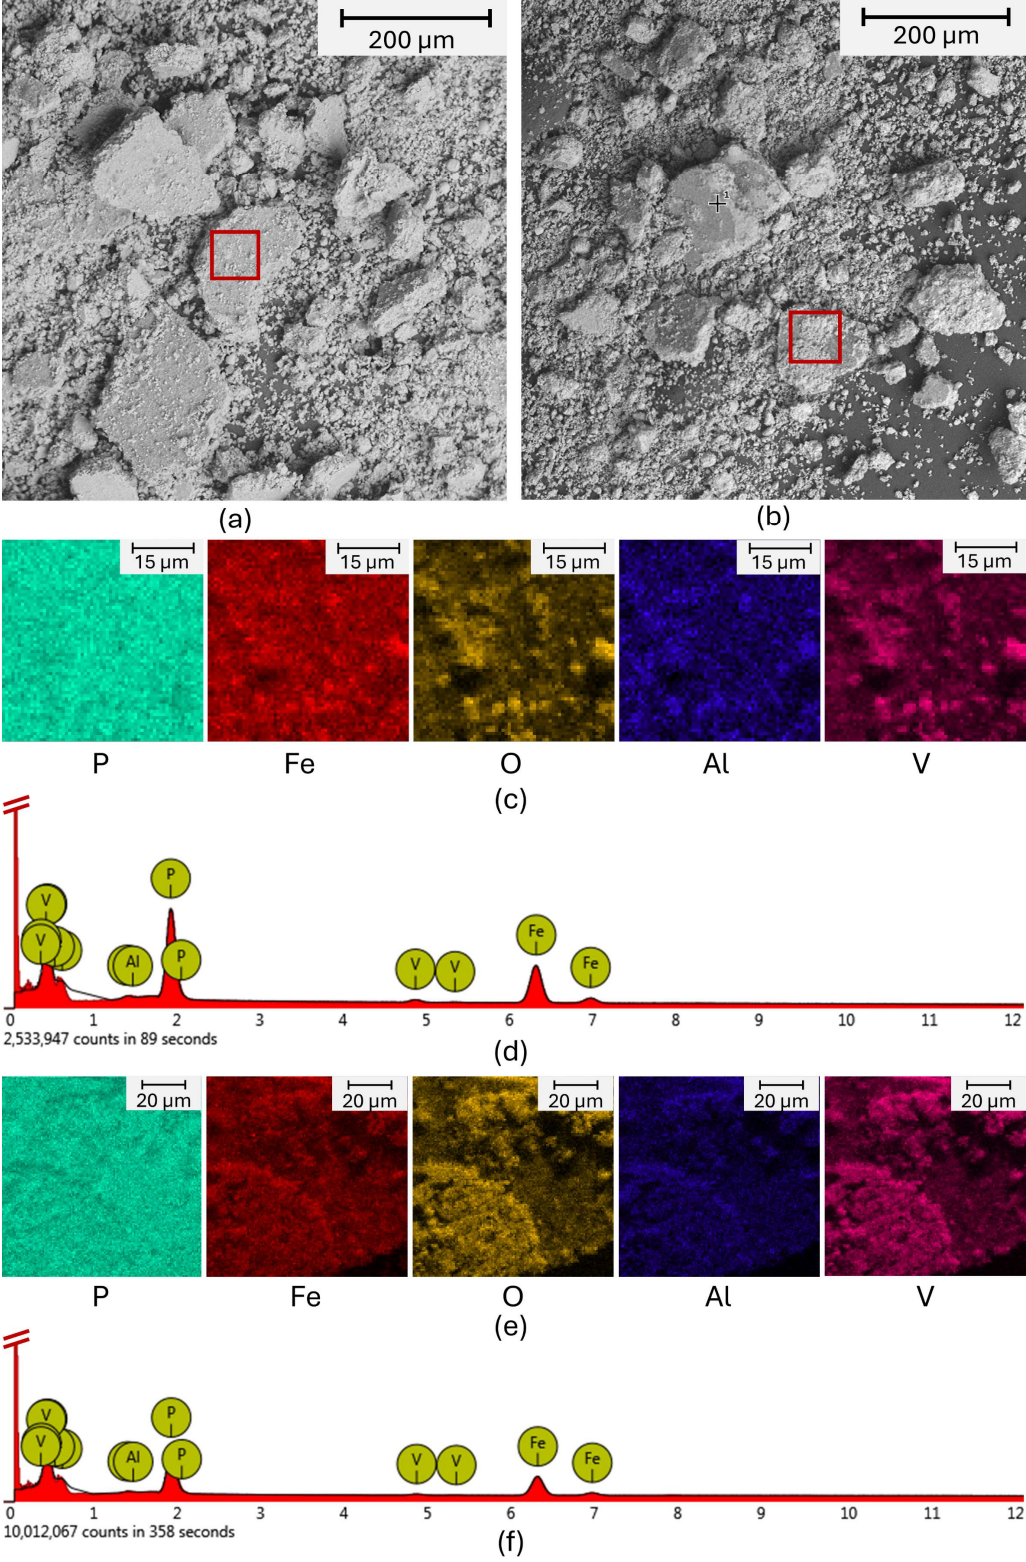 200 µm
200 µm
1
(a)
(b)
15 µm
15 µm
15 µm
15 µm
15 µm
P
Fe
O
Al
V
(c)
P
V
V
Al
P
V
V
Fe
Fe
0 1 2 3 4 5 6 7 8 9 10 11 12
2,533,947 counts in 89 seconds
(d)
20 µm
20 µm
20 µm
20 µm
20 µm
P
Fe
O
Al
V
(e)
P
V
V
Al
P
V
V
Fe
Fe
0 1 2 3 4 5 6 7 8 9 10 11 12
10,012,067 counts in 358 seconds
(f)